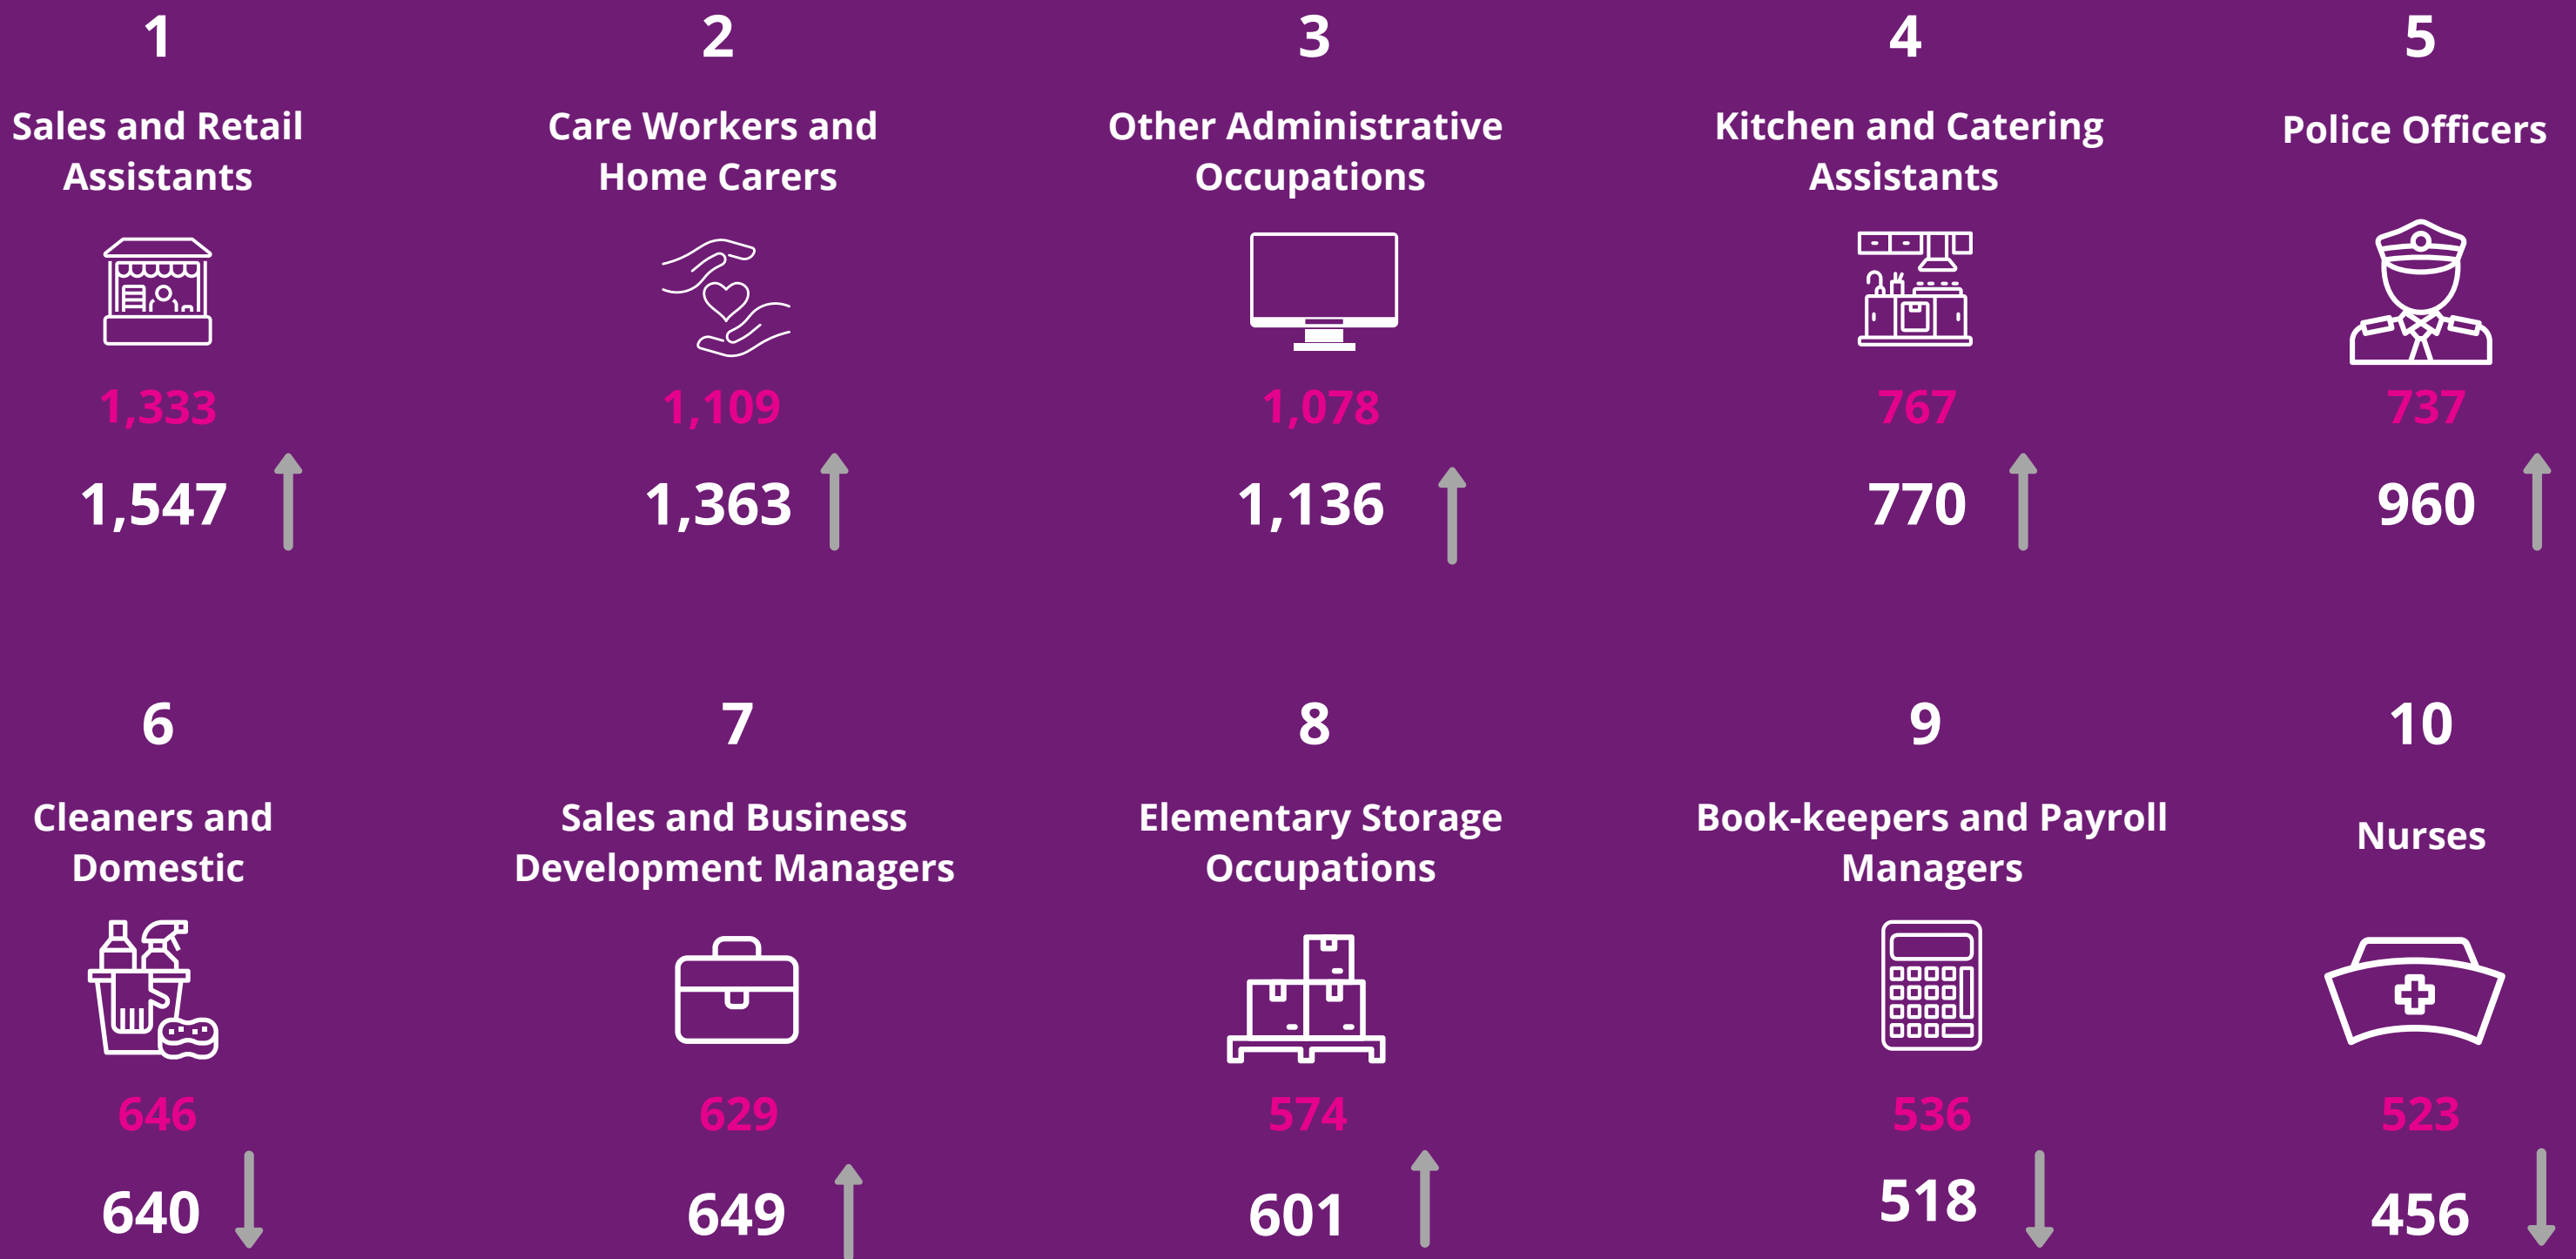 1
Sales and Retail
Assistants
1,333
1,547
2
Care Workers and
Home Carers
1,109
1,363
3
Other Administrative
Occupations
1,078
1,136
4
Kitchen and Catering
Assistants
767
770
5
Police Officers
737
960
6
Cleaners and
Domestic
646
640
7
Sales and Business
Development Managers
629
649
8
Elementary Storage
Occupations
574
601
9
Book-keepers and Payroll
Managers
536
518
10
Nurses
523
456